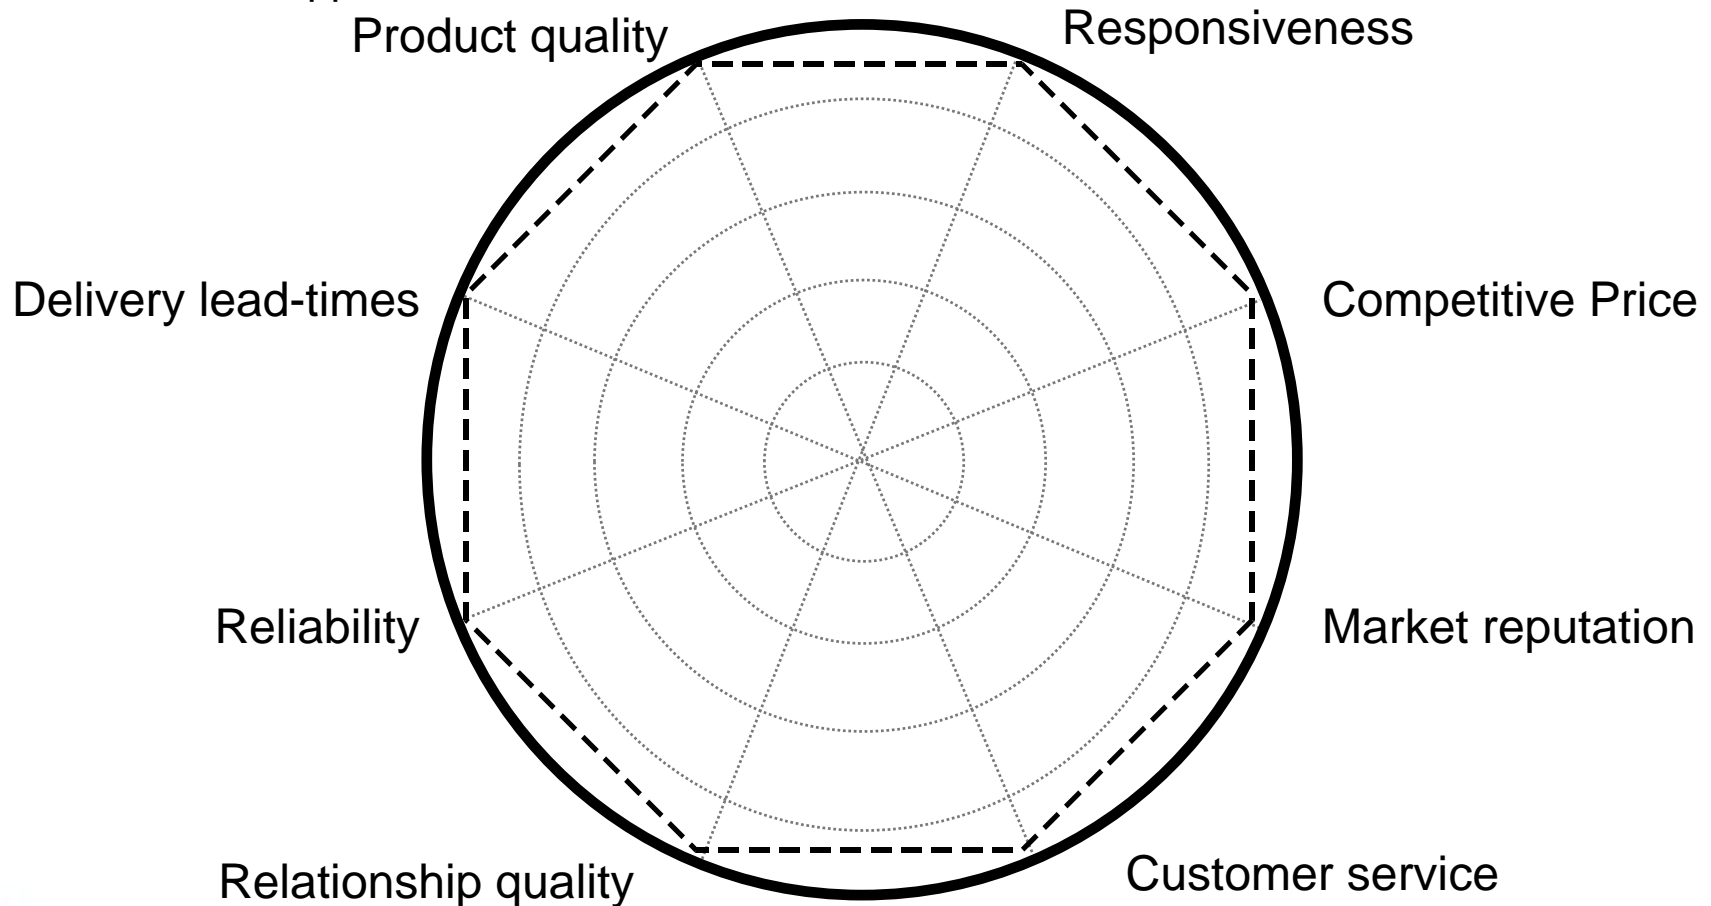 Product quality
Responsiveness
Delivery lead-times
Competitive Price
Reliability
Market reputation
Relationship quality
Customer service